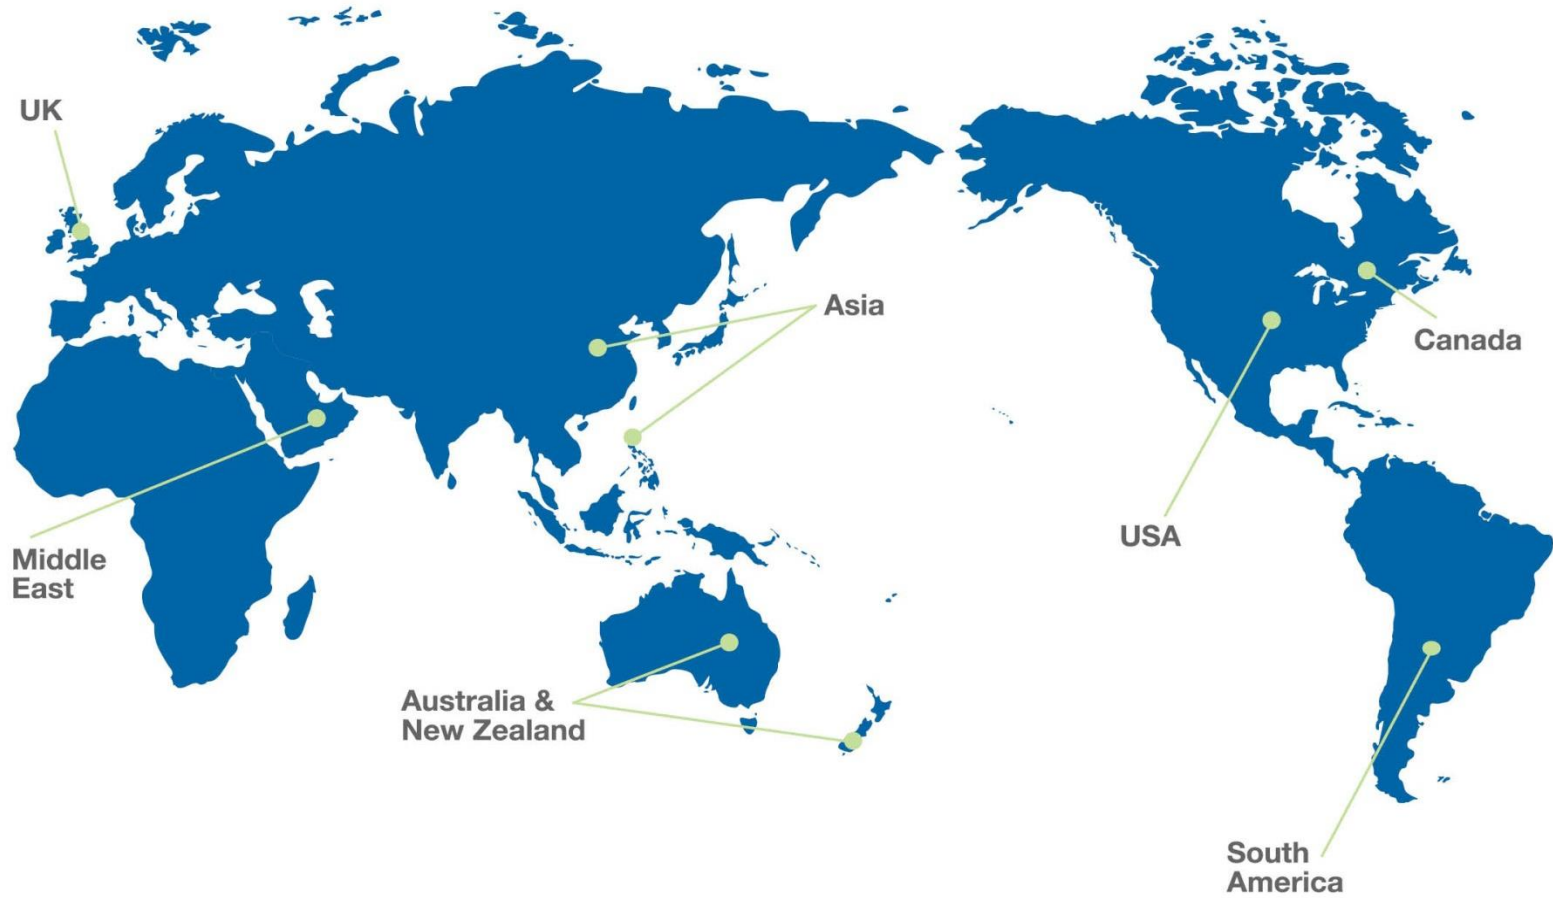 UK
Asia
Canada
USA
Middle
East
Australia &
New Zealand
South
America